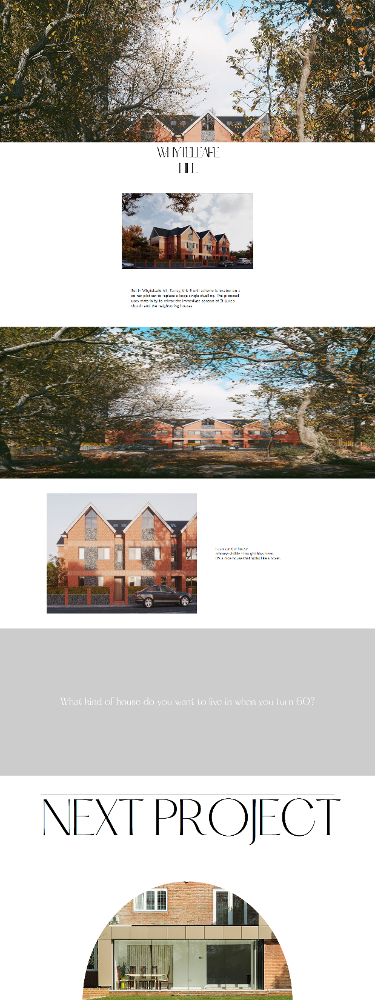 WHYTELEAFE
HILL
Set in Whyteleafe hill, Surrey, this 9 unit scheme is located on a
corner plot set to replace a large single dwelling. The proposal
uses materiality to mirror the immediate context of St Luke's
church and the neighboring houses.
I can see the house.
a house visible through thick trees.
It's a nice house that looks like a novel.
What kind of house do you want to live in when you turn 60?
NEXT PROJECT